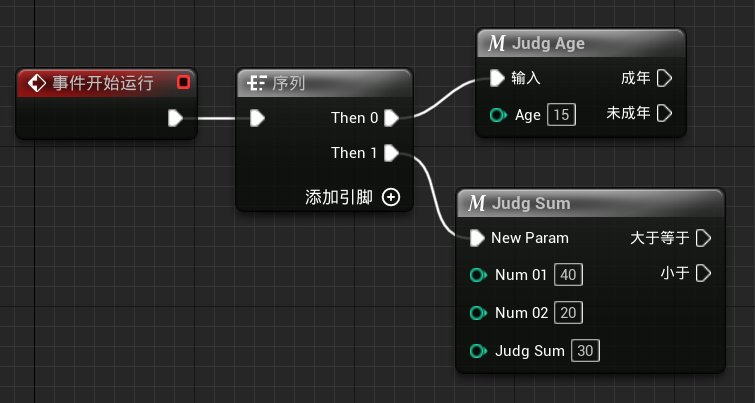 事件开始运行
序列
Then 0
Then 1
添加引脚
M Judg Age
输入 成年
Age 15 未成年
M Judg Sum
New Param 大于等于
Num 01 40 小于
Num 02 20
Judg Sum 30